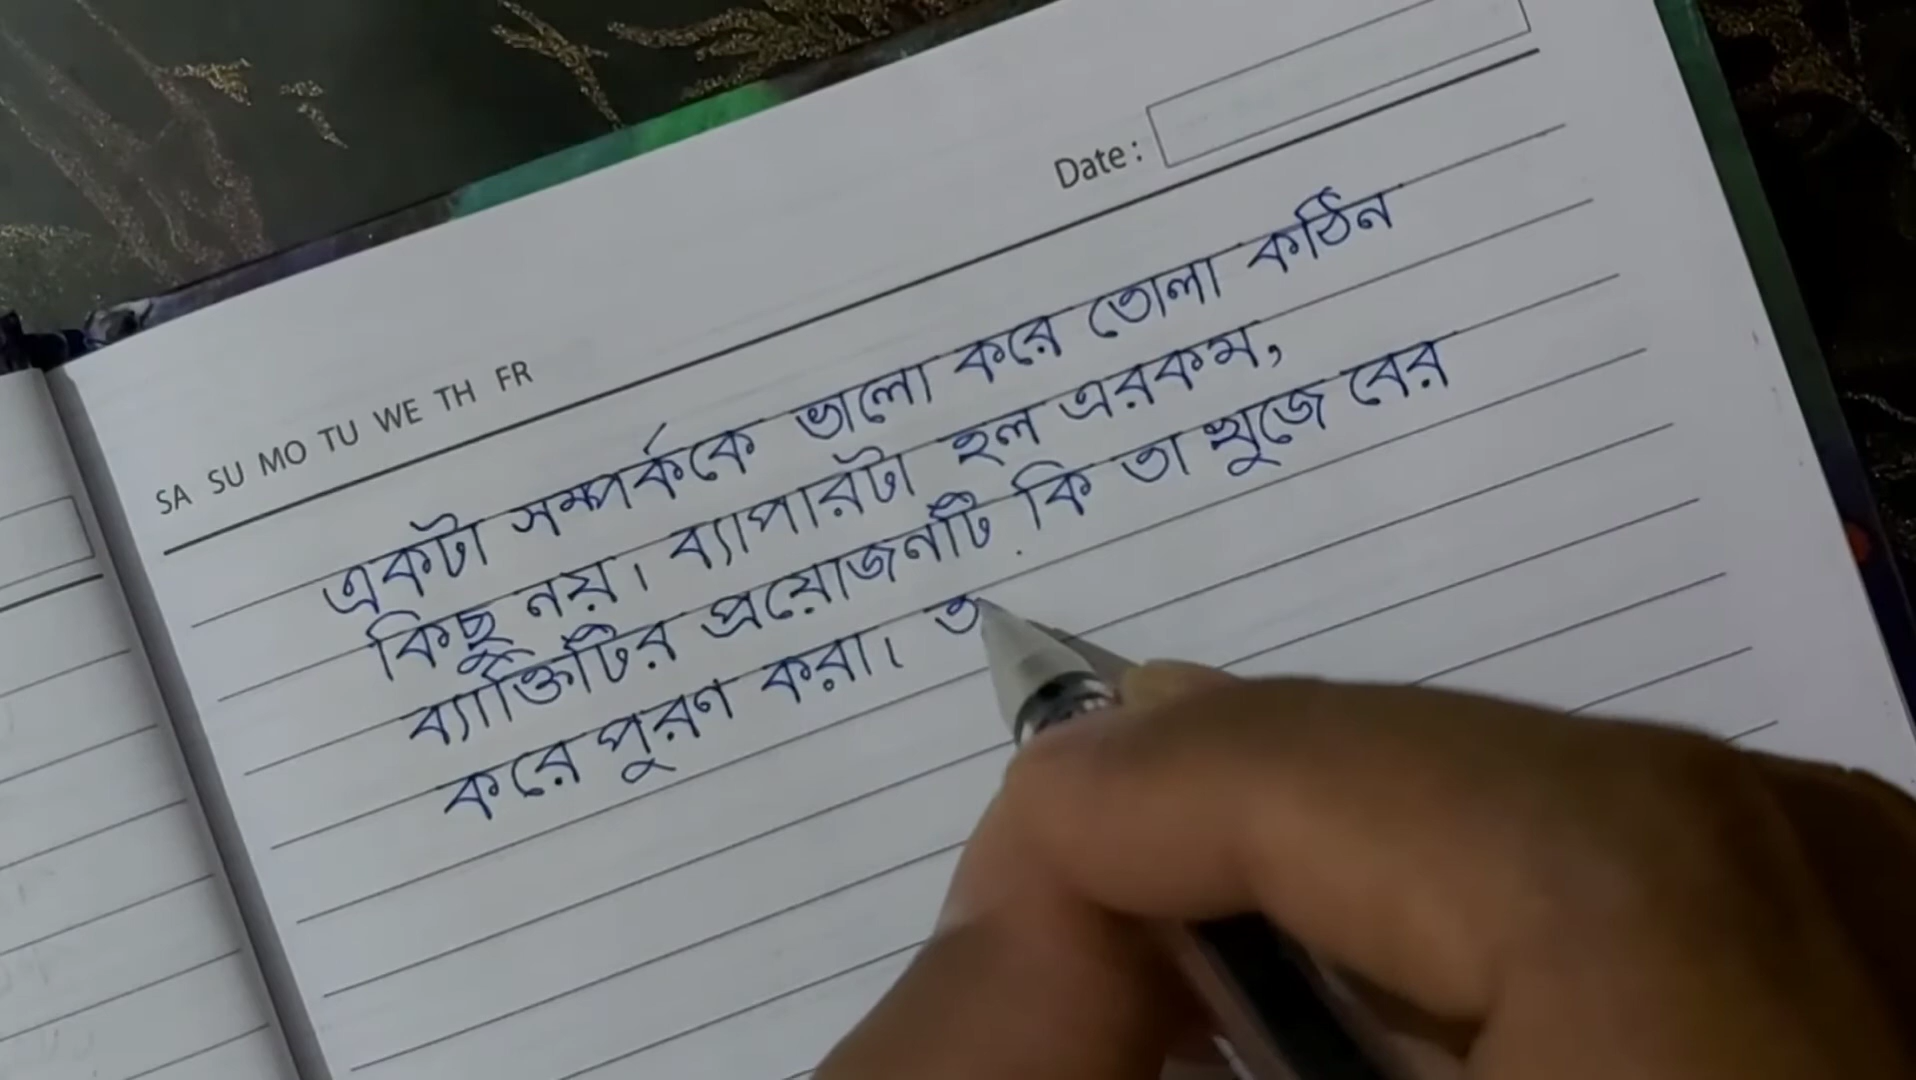 Date :
SA SU MO TU WE TH FR
একটা সম্পর্ককে ভালো করে তোলা কঠিন
কিছু নয়। ব্যাপারটা হল এরকম,
ব্যাক্তিটির প্রয়োজনটি কি তা খুজে বের
করে পুরণ করা। ত